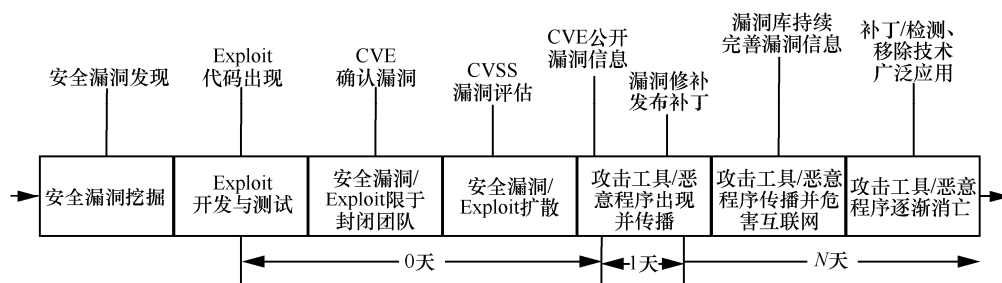 安全漏洞发现
Exploit
代码出现
CVE
确认漏洞
CVSS
漏洞评估
CVE公开
漏洞信息
漏洞修补
发布补丁
漏洞库持续
完善漏洞信息
补丁/检测、
移除技术
广泛应用
安全漏洞挖掘
Exploit
开发与测试
安全漏洞/
Exploit限于
封闭团队
安全漏洞/
Exploit扩散
攻击工具/恶
意程序出现
并传播
攻击工具/恶意
程序传播并危
害互联网
攻击工具/恶意
程序逐渐消亡
0天
1天
N天